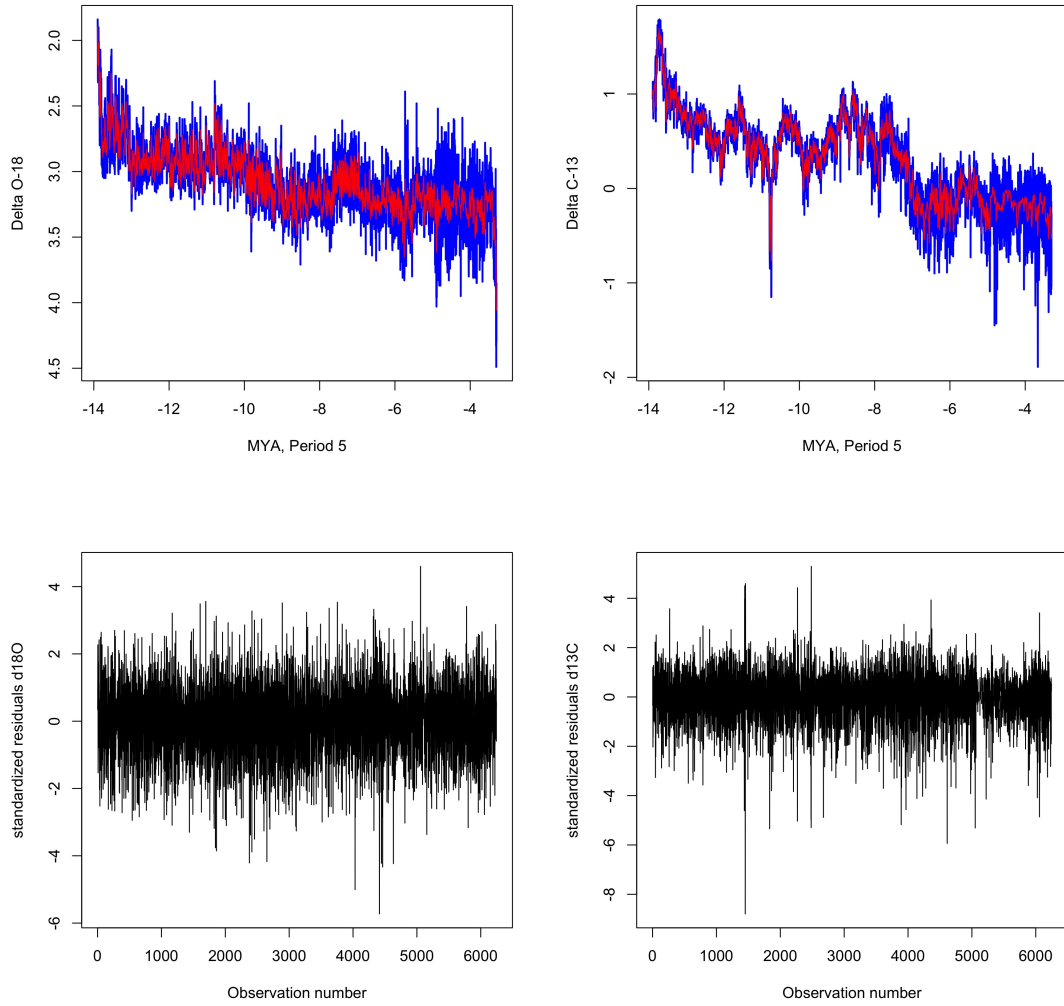 2.0
2.5
3.0
3.5
4.0
4.5
Delta O-18
-14 -12 -10 -8 -6 -4
MYA, Period 5
1
0
-1
-2
Delta C-13
-14 -12 -10 -8 -6 -4
MYA, Period 5
4
2
0
-2
-4
-6
standardized residuals d18O
0 1000 2000 3000 4000 5000 6000
Observation number
4
2
0
-2
-4
-6
-8
standardized residuals d13C
0 1000 2000 3000 4000 5000 6000
Observation number